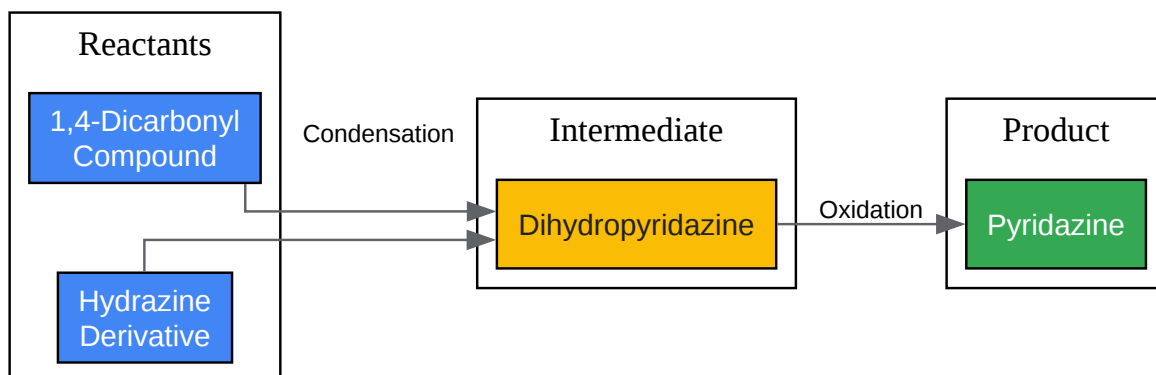 Reactants
1,4-Dicarbonyl
Compound
Hydrazine
Derivative
Condensation
Intermediate
Dihydropyridazine
Oxidation
Product
Pyridazine